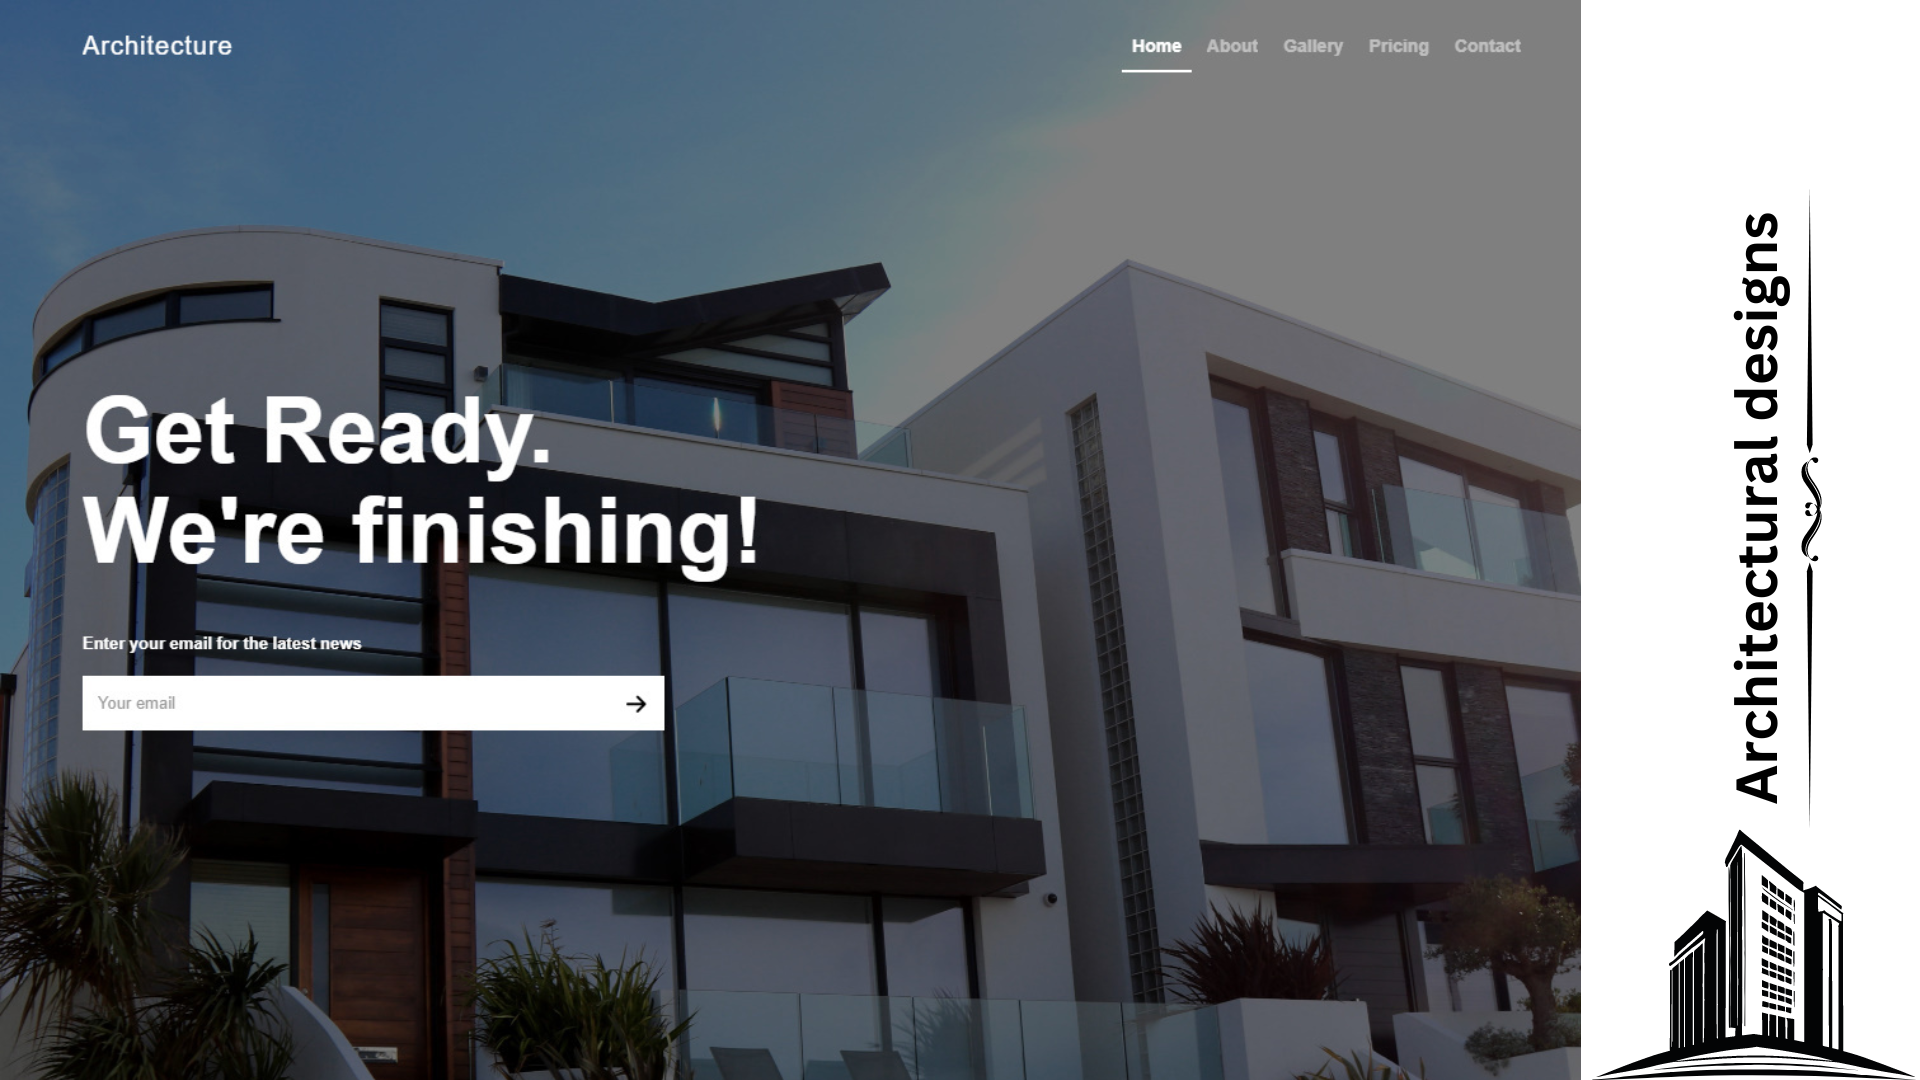 Architecture
Home About Gallery Pricing Contact
Get Ready.
We're finishing!
Enter your email for the latest news
Your email
Architectural designs